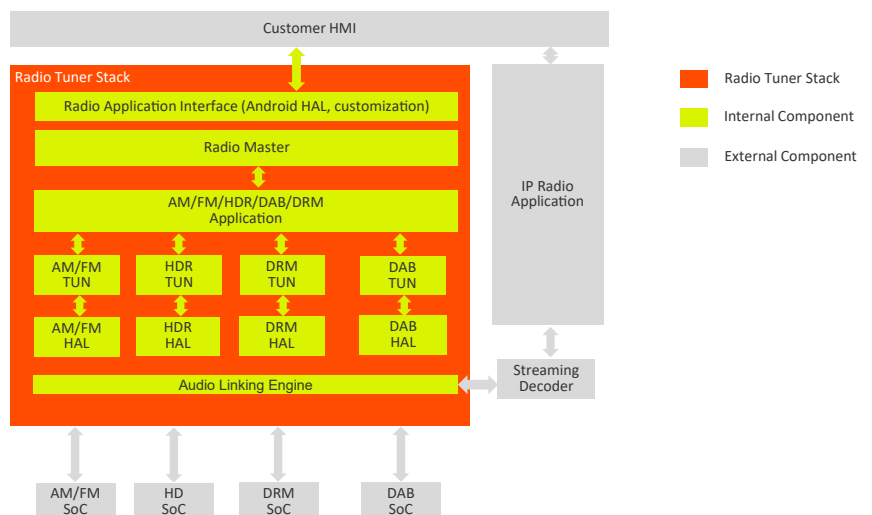 Customer HMI
Radio Tuner Stack
Radio Application Interface (Android HAL, customization)
Radio Master
AM/FM/HDR/DAB/DRM
Application
AM/FM
TUN
HDR
TUN
DRM
TUN
DAB
TUN
AM/FM
HAL
HDR
HAL
DRM
HAL
DAB
HAL
Audio Linking Engine
AM/FM
SoC
HD
SoC
DRM
SoC
DAB
SoC
IP Radio
Application
Streaming
Decoder
Radio Tuner Stack
Internal Component
External Component